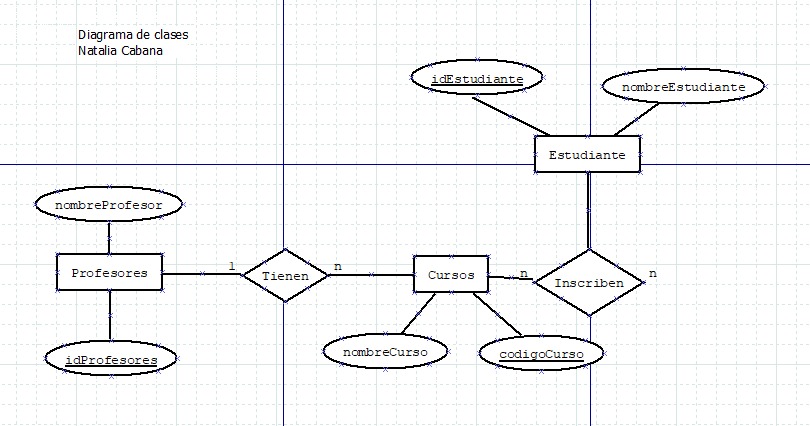 Diagrama de clases
Natalia Cabana
idEstudiante
nombreEstudiante
Estudiante
nombreProfesor
Profesores
1
Tienen
n
Cursos
n
Inscriben
n
nombreCurso
codigoCurso
idProfesores